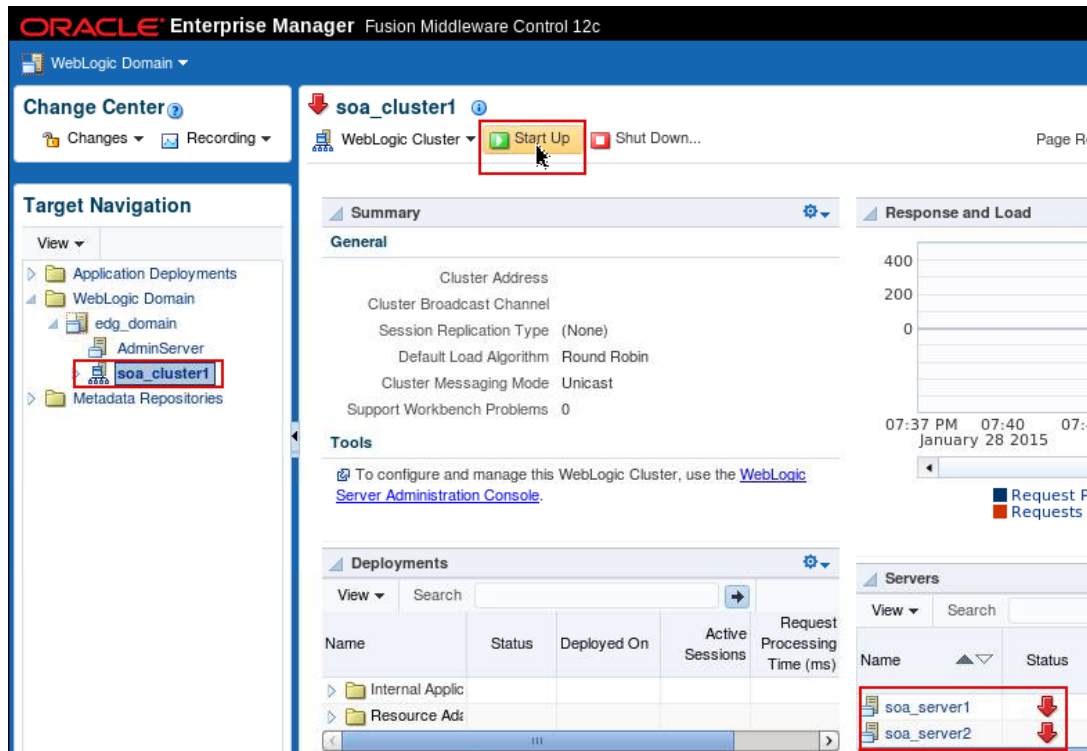 ORACLE Enterprise Manager Fusion Middleware Control 12c
WebLogic Domain
Change Center
Changes Recording
soa_cluster1
WebLogic Cluster Start Up Shut Down...
Page R
Target Navigation
View
Application Deployments
WebLogic Domain
edg_domain
AdminServer
soa_cluster1
Metadata Repositories
Summary
General
Cluster Address
Cluster Broadcast Channel
Session Replication Type (None)
Default Load Algorithm Round Robin
Cluster Messaging Mode Unicast
Support Workbench Problems 0
Tools
To configure and manage this WebLogic Cluster, use the WebLogic
Server Administration Console.
Response and Load
400
200
0
07:37 PM 07:40 07:
January 28 2015
Request P
Requests
Deployments
View Search
Name Status Deployed On Active Sessions Request Processing Time (ms)
Internal Applic
Resource Ada
Servers
View Search
Name Status
soa_server1
soa_server2